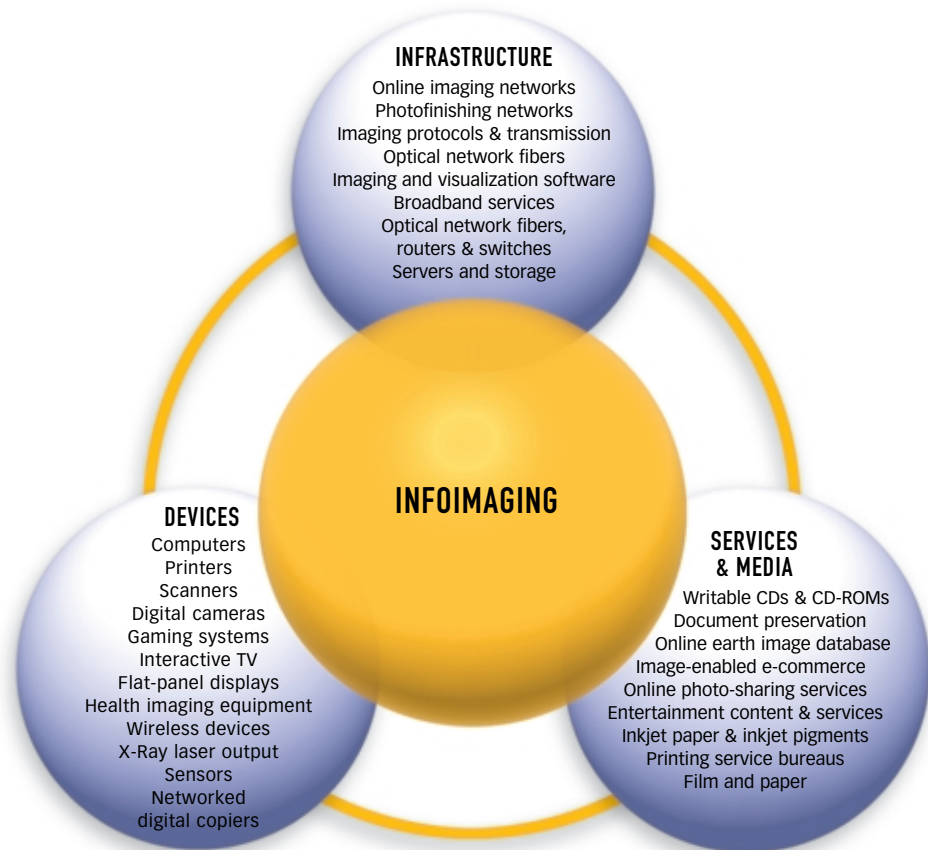 INFRASTRUCTURE
Online imaging networks
Photofinishing networks
Imaging protocols & transmission
Optical network fibers
Imaging and visualization software
Broadband services
Optical network fibers,
routers & switches
Servers and storage
INFOIMAGING
DEVICES
Computers
Printers
Scanners
Digital cameras
Gaming systems
Interactive TV
Flat-panel displays
Health imaging equipment
Wireless devices
X-Ray laser output
Sensors
Networked
digital copiers
SERVICES
& MEDIA
Writable CDs & CD-ROMs
Document preservation
Online earth image database
Image-enabled e-commerce
Online photo-sharing services
Entertainment content & services
Inkjet paper & inkjet pigments
Printing service bureaus
Film and paper